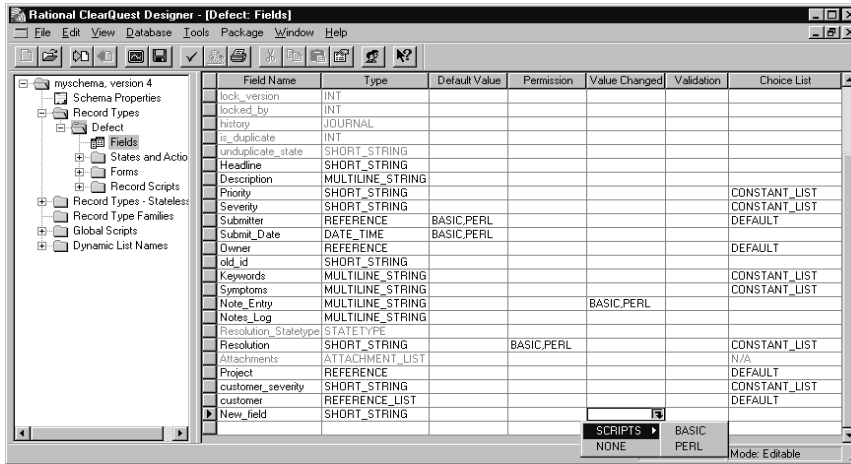 Rational ClearQuest Designer - [Defect: Fields]
File Edit View Database Tools Package Window Help
myschema, version 4
Schema Properties
Record Types
Defect
Fields
States and Actio
Forms
Record Scripts
Record Types - Stateless
Record Type Families
Global Scripts
Dynamic List Names
Field Name Type Default Value Permission Value Changed Validation Choice List
lock_version INT
locked_by INT
history JOURNAL
is_duplicate INT
unduplicate_state SHORT_STRING
Headline SHORT_STRING
Description MULTILINE_STRING
Priority SHORT_STRING CONSTANT_LIST
Severity SHORT_STRING CONSTANT_LIST
Submitter REFERENCE BASIC,PERL DEFAULT
Submit_Date DATE_TIME BASIC,PERL
Owner REFERENCE DEFAULT
old_id SHORT_STRING
Keywords MULTILINE_STRING CONSTANT_LIST
Symptoms MULTILINE_STRING CONSTANT_LIST
Note_Entry MULTILINE_STRING BASIC,PERL
Notes_Log MULTILINE_STRING
Resolution_Statetype STATETYPE
Resolution SHORT_STRING BASIC,PERL CONSTANT_LIST
Attachments ATTACHMENT_LIST N/A
Project REFERENCE DEFAULT
customer_severity SHORT_STRING CONSTANT_LIST
customer REFERENCE_LIST DEFAULT
New_field SHORT_STRING
SCRIPTS BASIC
NONE PERL
Mode: Editable